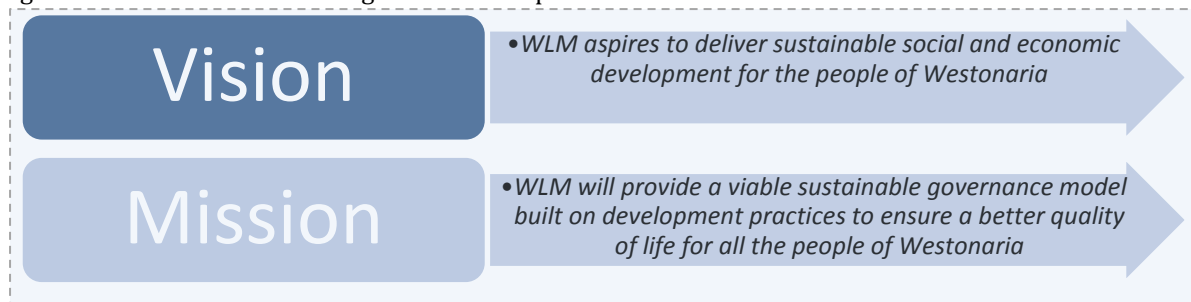 Vision
•WLM aspires to deliver sustainable social and economic
development for the people of Westonaria
Mission
•WLM will provide a viable sustainable governance model
built on development practices to ensure a better quality
of life for all the people of Westonaria